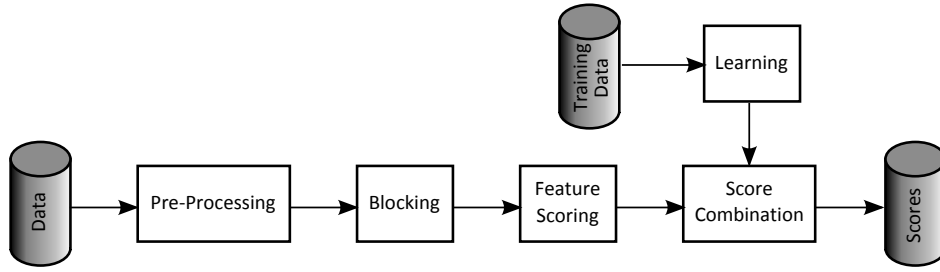 Training
Data
Learning
Data
Pre-Processing
Blocking
Feature
Scoring
Score
Combination
Scores